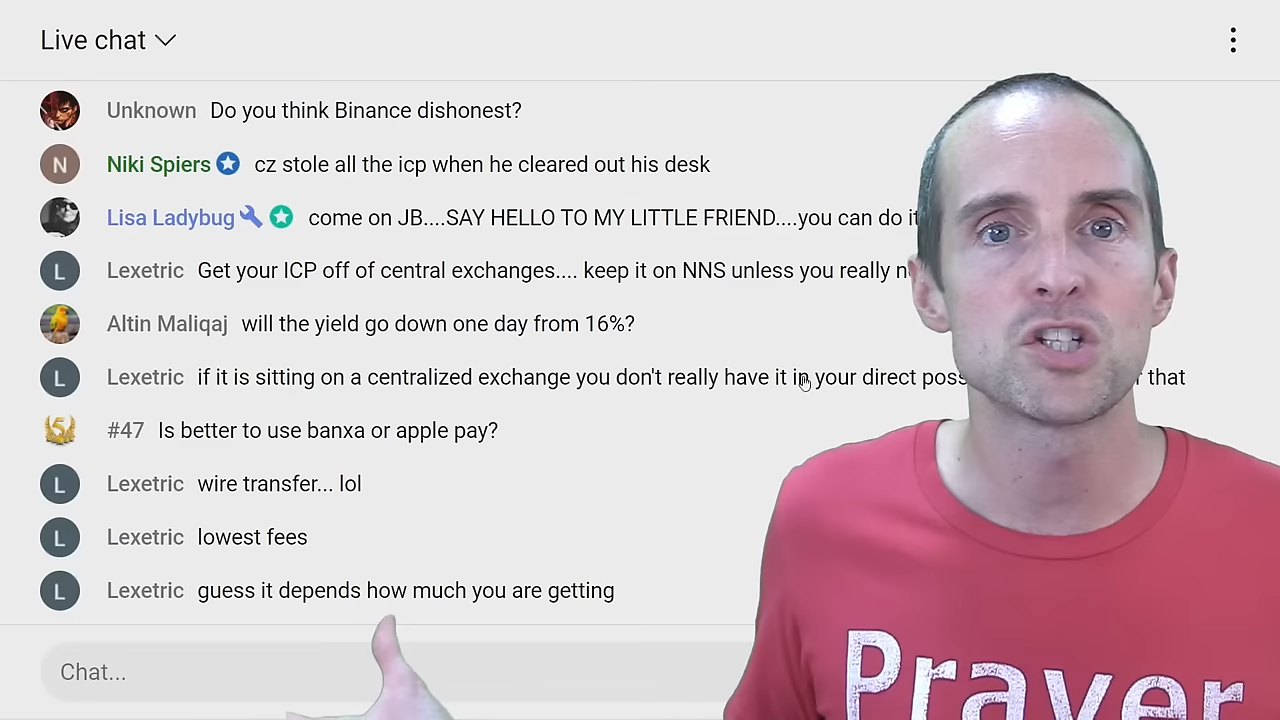 Live chat
Unknown Do you think Binance dishonest?
N Niki Spiers cz stole all the icp when he cleared out his desk
Lisa Ladybug come on JB....SAY HELLO TO MY LITTLE FRIEND....you can do it
L Lexetric Get your ICP off of central exchanges.... keep it on NNS unless you really
Altin Maliqaj will the yield go down one day from 16%?
L Lexetric if it is sitting on a centralized exchange you don't really have it in your direct that
5 #47 Is better to use banxa or apple pay?
L Lexetric wire transfer... lol
L Lexetric lowest fees
L Lexetric guess it depends how much you are getting
Chat...
Prayer